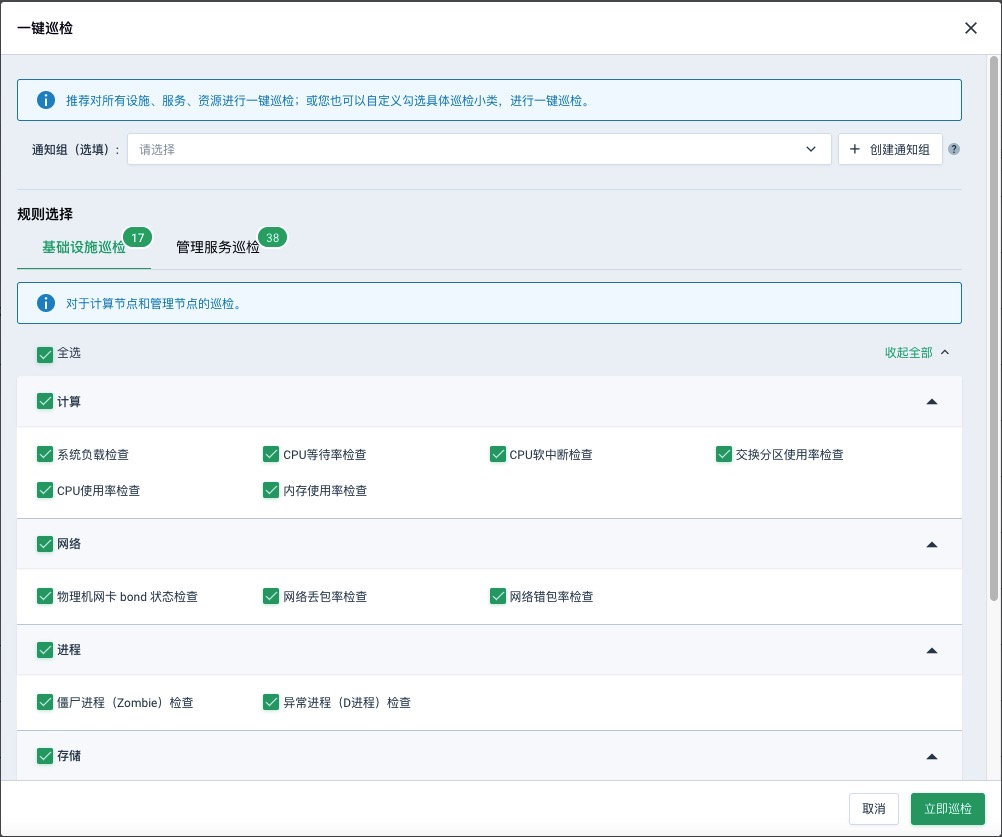 一键巡检
推荐对所有设施、服务、资源进行一键巡检；或您也可以自定义勾选具体巡检小类，进行一键巡检。
通知组（选填）: 请选择 + 创建通知组 ?
规则选择
基础设施巡检 17 管理服务巡检 38
对于计算节点和管理节点的巡检。
全选 收起全部
计算
系统负载检查 CPU等待率检查 CPU软中断检查 交换分区使用率检查
CPU使用率检查 内存使用率检查
网络
物理机网卡 bond 状态检查 网络丢包率检查 网络错包率检查
进程
僵尸进程（Zombie）检查 异常进程（D进程）检查
存储
取消 立即巡检